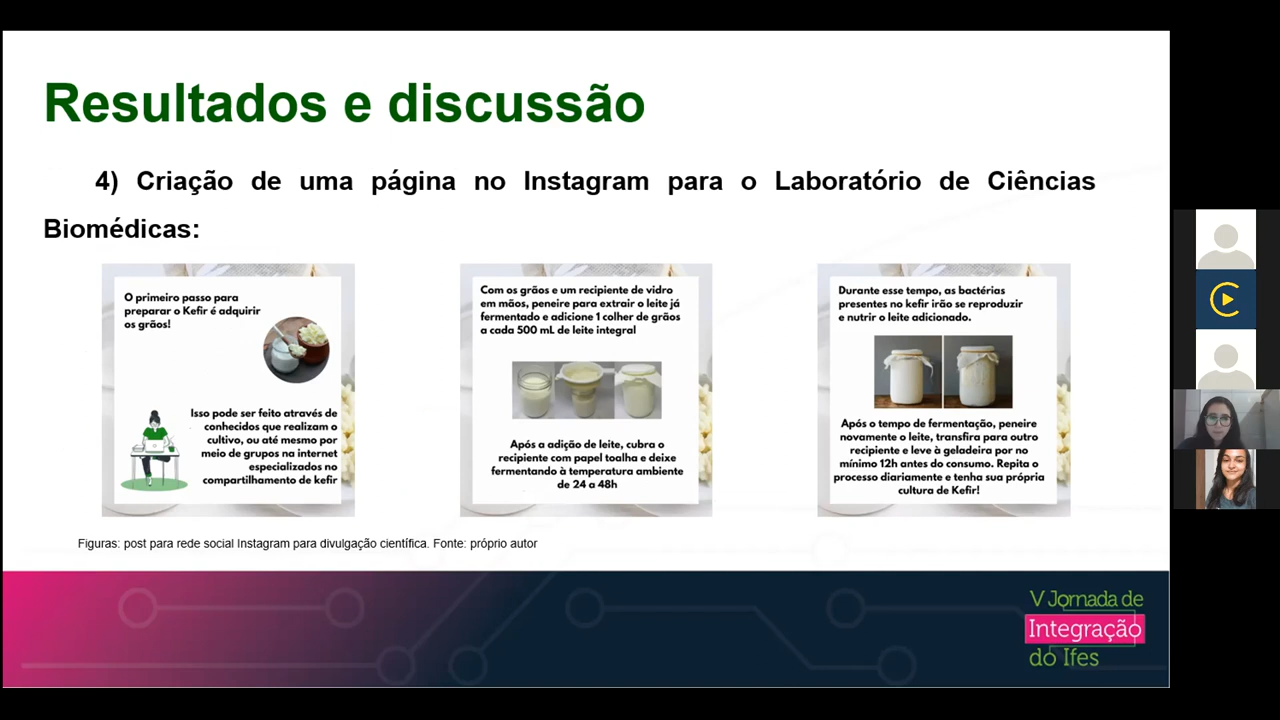 Resultados e discussão
4) Criação de uma página no Instagram para o Laboratório de Ciências
Biomédicas:
O primeiro passo para
preparar o Kefir é adquirir
os grãos!
Isso pode ser feito através de
conhecidos que realizam o
cultivo, ou até mesmo por
meio de grupos na internet
especializados no
compartilhamento de kefir
Com os grãos e um recipiente de vidro
em mãos, peneire para extrair o leite já
fermentado e adicione 1 colher de grãos
a cada 500 mL de leite integral
Após a adição de leite, cubra o
recipiente com papel toalha e deixe
fermentando à temperatura ambiente
de 24 a 48h
Durante esse tempo, as bactérias
presentes no kefir irão se reproduzir
e nutrir o leite adicionado.
Após o tempo de fermentação, peneire
novamente o leite, transfira para outro
recipiente e leve à geladeira por no
mínimo 12h antes do consumo. Repita o
processo diariamente e tenha sua própria
cultura de Kefir!
Figuras: post para rede social Instagram para divulgação científica. Fonte: próprio autor
V Jornada de
Integração
do Ifes